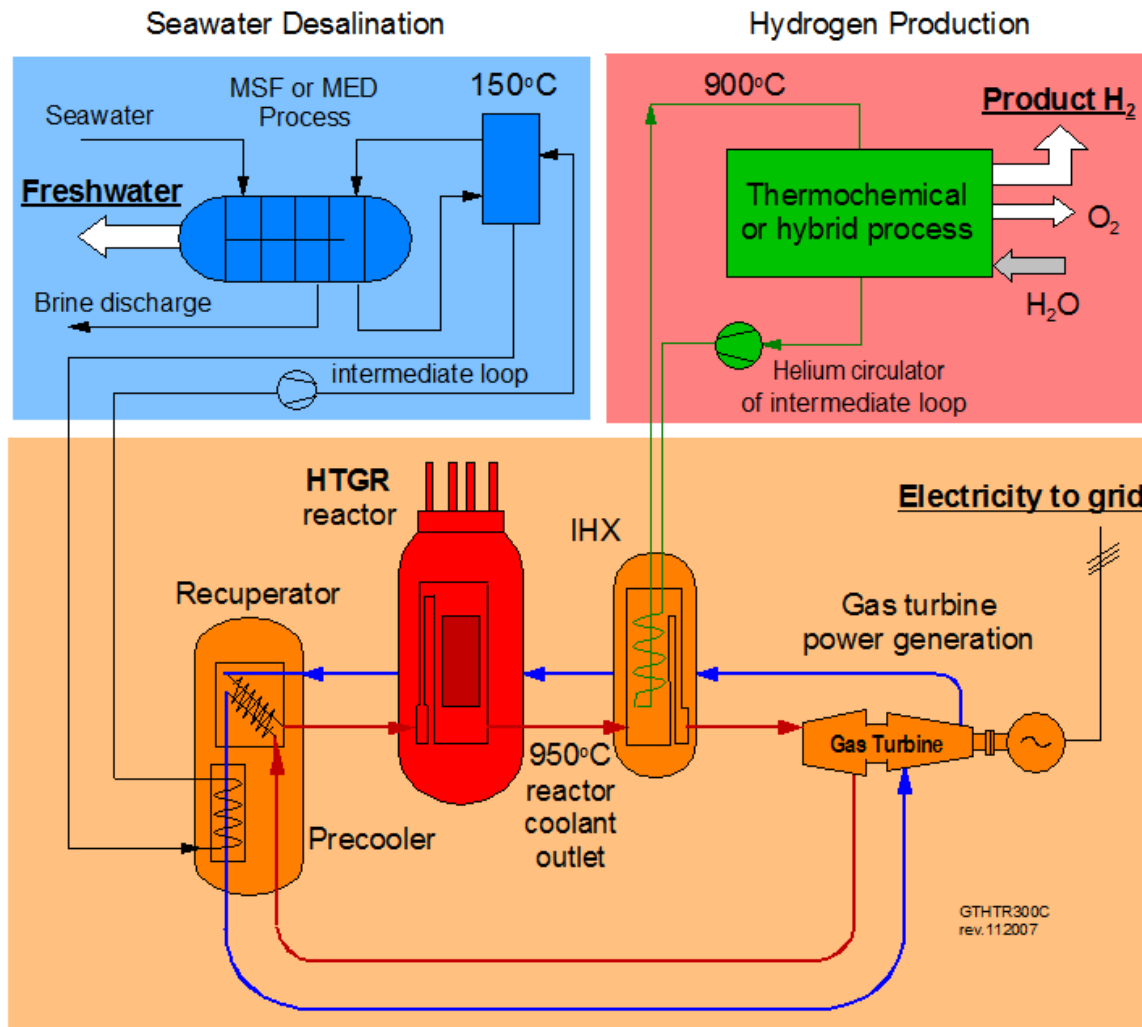 Seawater Desalination
Hydrogen Production
MSF or MED
Process
150°C
Seawater
Freshwater
Brine discharge
intermediate loop
900°C
Product H₂
Thermochemical
or hybrid process
O₂
H₂O
Helium circulator
of intermediate loop
HTGR
reactor
IHX
Electricity to grid
Recuperator
Gas turbine
power generation
Gas Turbine
950°C
reactor
coolant
outlet
Precooler
GTHTR300C
rev.112007